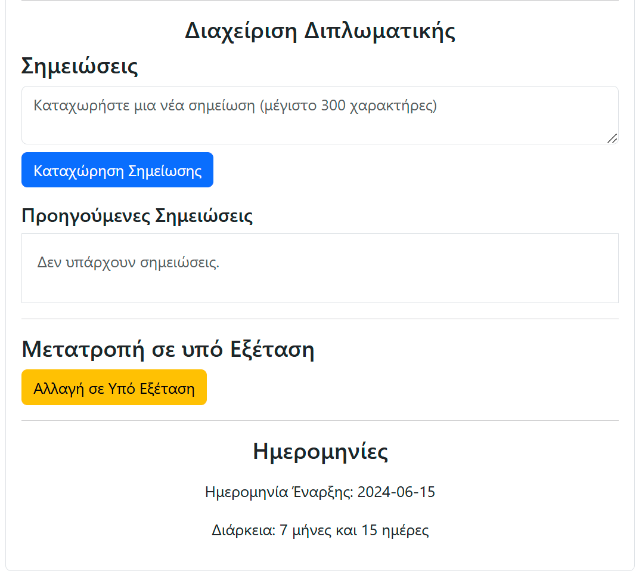 Διαχείριση Διπλωματικής
Σημειώσεις
Καταχωρήστε μια νέα σημείωση (μέγιστο 300 χαρακτήρες)
Καταχώρηση Σημείωσης
Προηγούμενες Σημειώσεις
Δεν υπάρχουν σημειώσεις.
Μετατροπή σε υπό Εξέταση
Αλλαγή σε Υπό Εξέταση
Ημερομηνίες
Ημερομηνία Έναρξης: 2024-06-15
Διάρκεια: 7 μήνες και 15 ημέρες